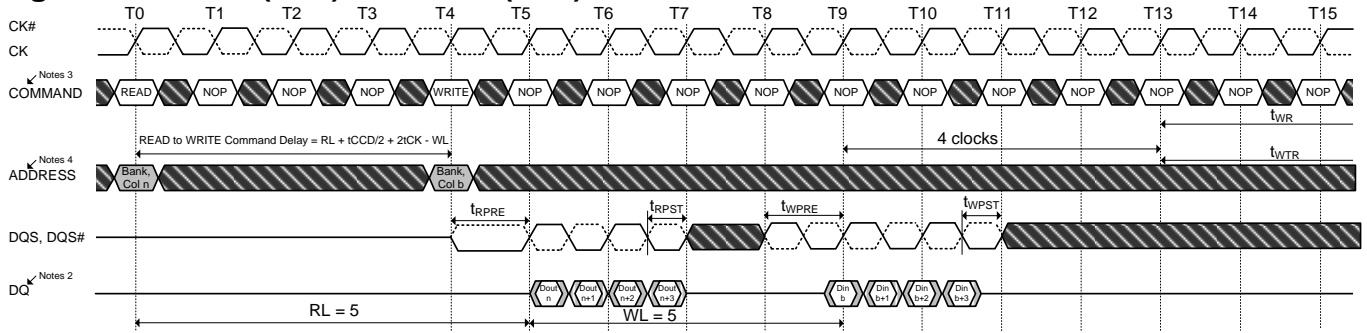 T0 T1 T2 T3 T4 T5 T6 T7 T8 T9 T10 T11 T12 T13 T14 T15
CK#
CK
Notes 3
COMMAND READ NOP NOP NOP WRITE NOP NOP NOP NOP NOP NOP NOP NOP NOP NOP NOP
tWR
READ to WRITE Command Delay = RL + tCCD/2 + 2tCK - WL
4 clocks
tWTR
Notes 4
ADDRESS
Bank, Col n
Bank, Col b
tRPRE tRPST tWPRE tWPST
DQS, DQS#
Notes 2
DQ
Dout n
Dout n+1
Dout n+2
Dout n+3
Din b
Din b+1
Din b+2
Din b+3
RL = 5
WL = 5